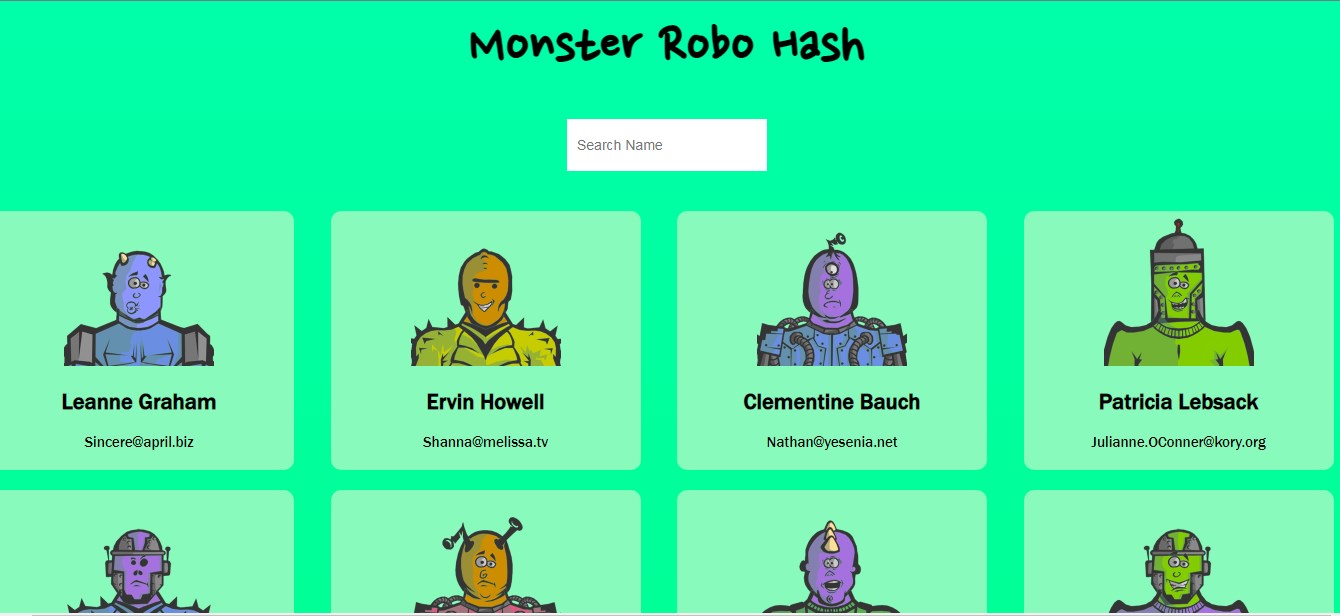 Monster Robo Hash
Search Name
Leanne Graham
Sincere@april.biz
Ervin Howell
Shanna@melissa.tv
Clementine Bauch
Nathan@yesenia.net
Patricia Lebsack
Julianne.OConner@kory.org